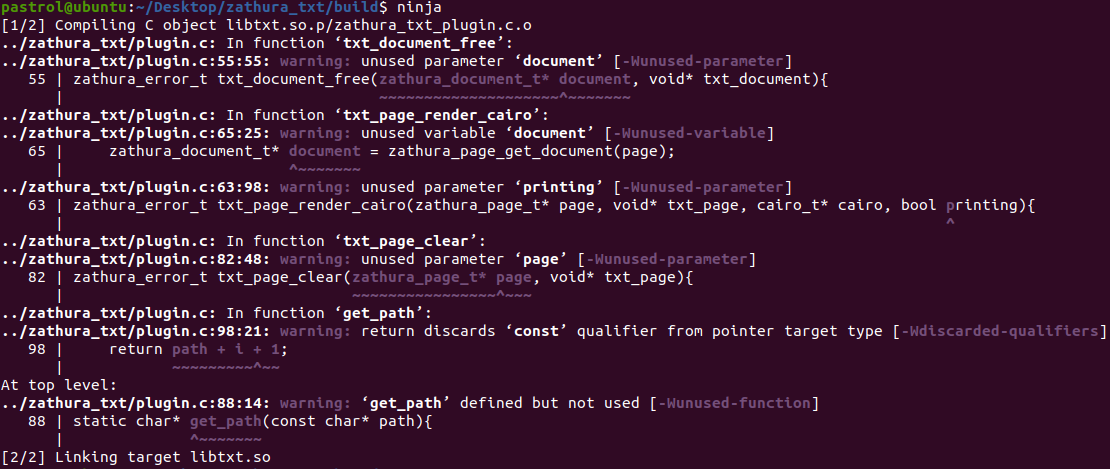 pastrol@ubuntu:~/Desktop/zathura_txt/build$ ninja
[1/2] Compiling C object libtxt.so.p/zathura_txt_plugin.c.o
../zathura_txt/plugin.c: In function ‘txt_document_free’:
../zathura_txt/plugin.c:55:55: warning: unused parameter ‘document’ [-Wunused-parameter]
   55 | zathura_error_t txt_document_free(zathura_document_t* document, void* txt_document){
      |                                   ~~~~~~~~~~~~~~~~~~~~^~~~~~~~
../zathura_txt/plugin.c: In function ‘txt_page_render_cairo’:
../zathura_txt/plugin.c:65:25: warning: unused variable ‘document’ [-Wunused-variable]
   65 |     zathura_document_t* document = zathura_page_get_document(page);
      |                         ^~~~~~~~
../zathura_txt/plugin.c:63:98: warning: unused parameter ‘printing’ [-Wunused-parameter]
   63 | zathura_error_t txt_page_render_cairo(zathura_page_t* page, void* txt_page, cairo_t* cairo, bool printing){
      |                                                                                                  ^
../zathura_txt/plugin.c: In function ‘txt_page_clear’:
../zathura_txt/plugin.c:82:48: warning: unused parameter ‘page’ [-Wunused-parameter]
   82 | zathura_error_t txt_page_clear(zathura_page_t* page, void* txt_page){
      |                                ~~~~~~~~~~~~~~~~^~~~
../zathura_txt/plugin.c: In function ‘get_path’:
../zathura_txt/plugin.c:98:21: warning: return discards ‘const’ qualifier from pointer target type [-Wdiscarded-qualifiers]
   98 |     return path + i + 1;
      |            ~~~~~~~~~^~~
At top level:
../zathura_txt/plugin.c:88:14: warning: ‘get_path’ defined but not used [-Wunused-function]
   88 | static char* get_path(const char* path){
      |              ^~~~~~~~
[2/2] Linking target libtxt.so